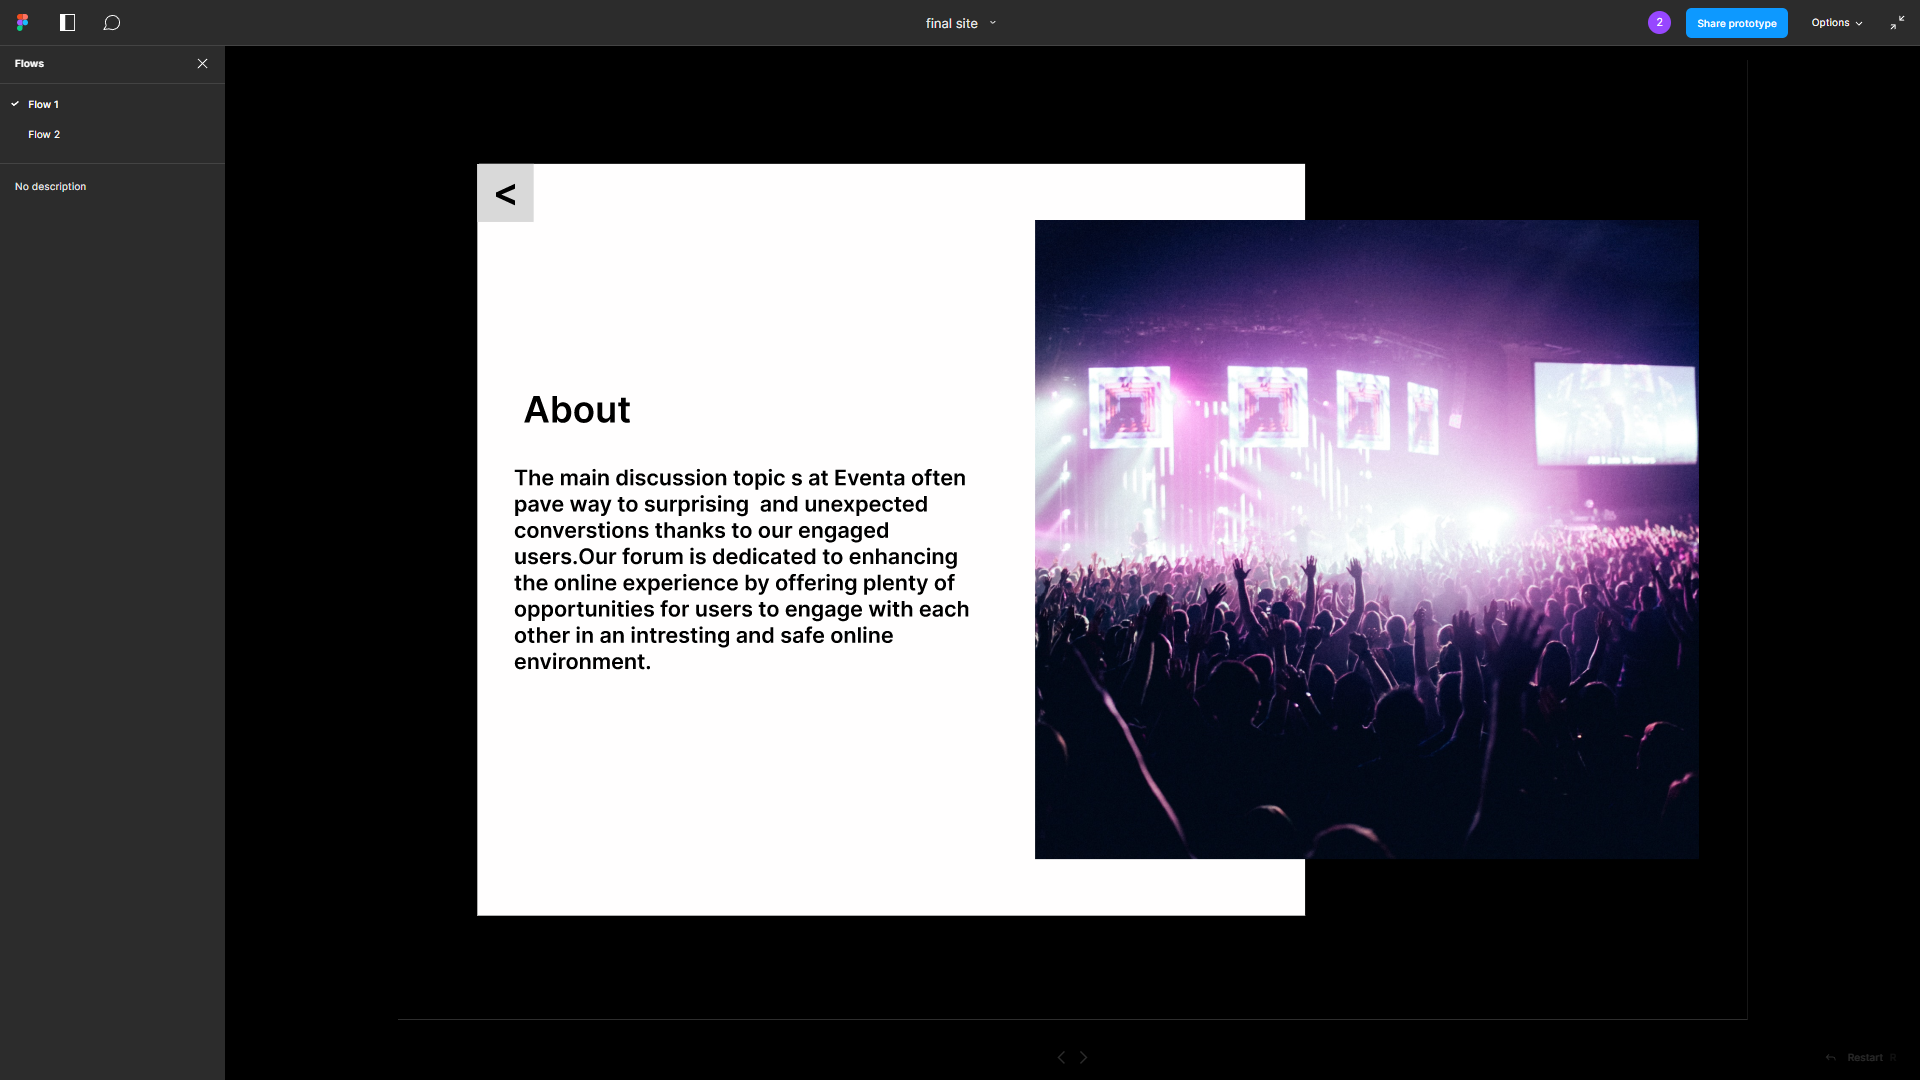 final site
2
Share prototype
Options
Flows
Flow 1
Flow 2
No description
<
About
The main discussion topic s at Eventa often
pave way to surprising  and unexpected
converstions thanks to our engaged
users.Our forum is dedicated to enhancing
the online experience by offering plenty of
opportunities for users to engage with each
other in an intresting and safe online
environment.
Restart R